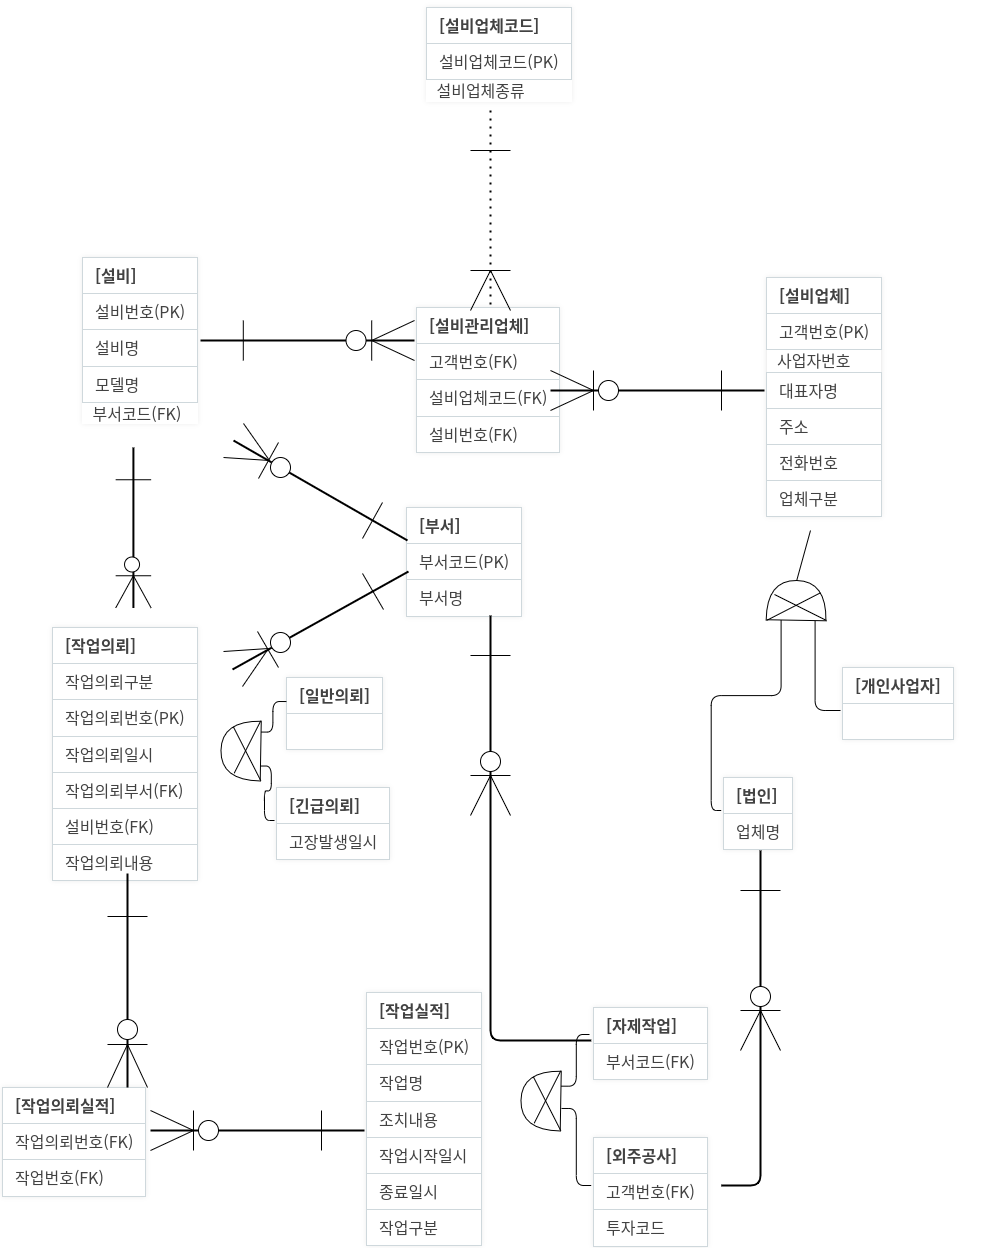 [설비업체코드]
설비업체코드(PK)
설비업체종류
[설비]
설비번호(PK)
설비명
모델명
부서코드(FK)
[설비관리업체]
고객번호(FK)
설비업체코드(FK)
설비번호(FK)
[설비업체]
고객번호(PK)
사업자번호
대표자명
주소
전화번호
업체구분
[부서]
부서코드(PK)
부서명
[작업의뢰]
작업의뢰구분
작업의뢰번호(PK)
작업의뢰일시
작업의뢰부서(FK)
설비번호(FK)
작업의뢰내용
[일반의뢰]
[긴급의뢰]
고장발생일시
[개인사업자]
[법인]
업체명
[작업의뢰실적]
작업의뢰번호(FK)
작업번호(FK)
[작업실적]
작업번호(PK)
작업명
조치내용
작업시작일시
종료일시
작업구분
[자제작업]
부서코드(FK)
[외주공사]
고객번호(FK)
투자코드